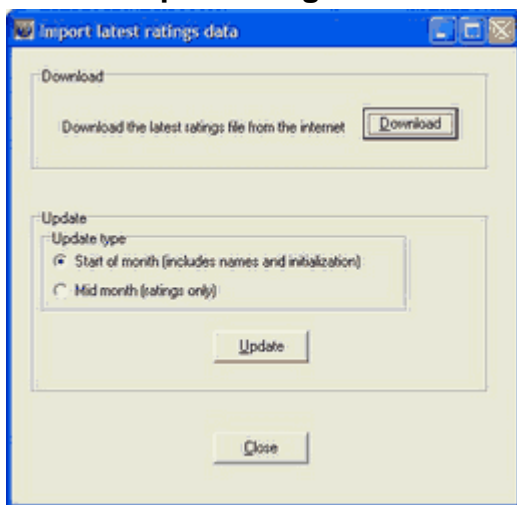 Import latest ratings data
Download
Download the latest ratings file from the internet
Download
Update
Update type
Start of month (includes names and initialization)
Mid month (ratings only)
Update
Close